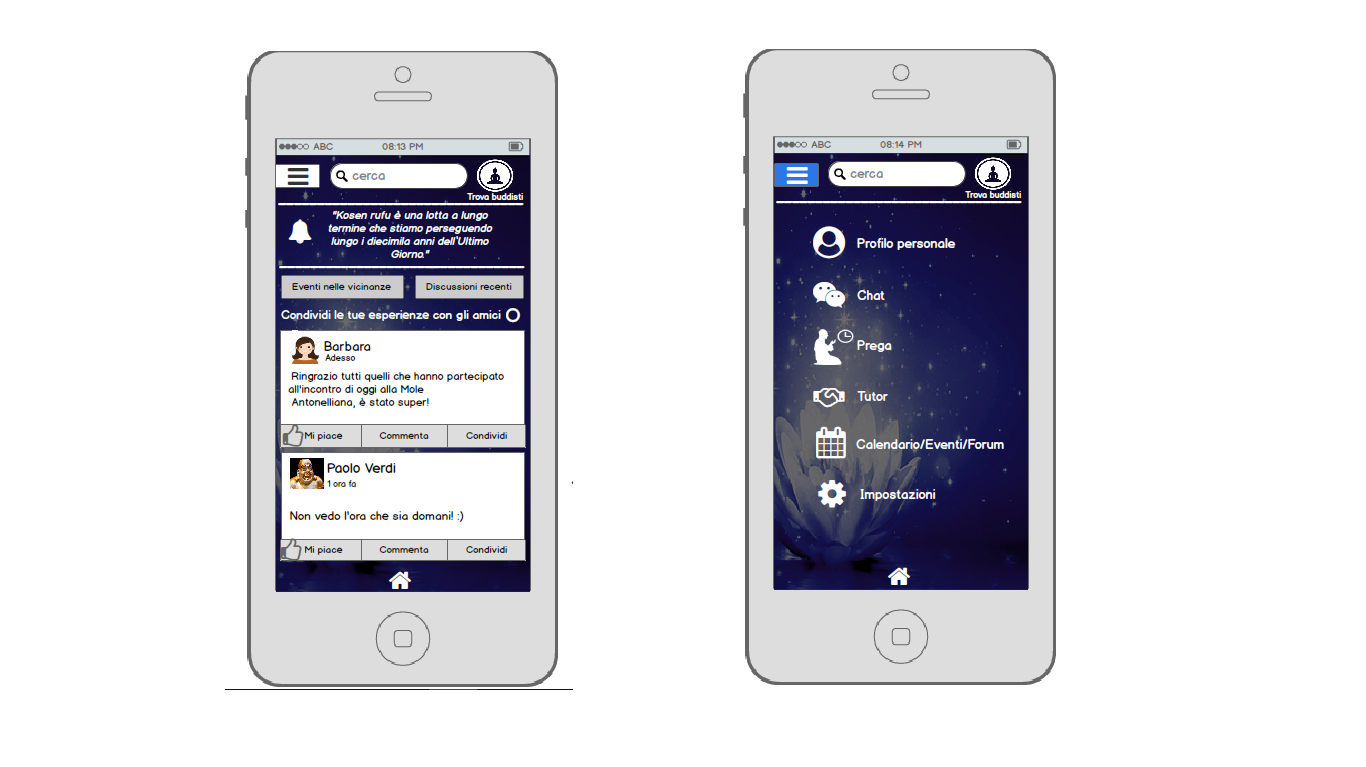 ABC 08:13 PM
cerca
Trova buddisti
"Kosen rufu è una lotta a lungo
termine che stiamo perseguendo
lungo i diecimila anni dell'Ultimo
Giorno."
Eventi nelle vicinanze Discussioni recenti
Condividi le tue esperienze con gli amici
Barbara
Adesso
Ringrazio tutti quelli che hanno partecipato
all'incontro di oggi alla Mole
Antonelliana, è stato super!
Mi piace Commenta Condividi
Paolo Verdi
1 ora fa
Non vedo l'ora che sia domani! :)
Mi piace Commenta Condividi
ABC 08:14 PM
cerca
Trova buddisti
Profilo personale
Chat
Prega
Tutor
Calendario/Eventi/Forum
Impostazioni